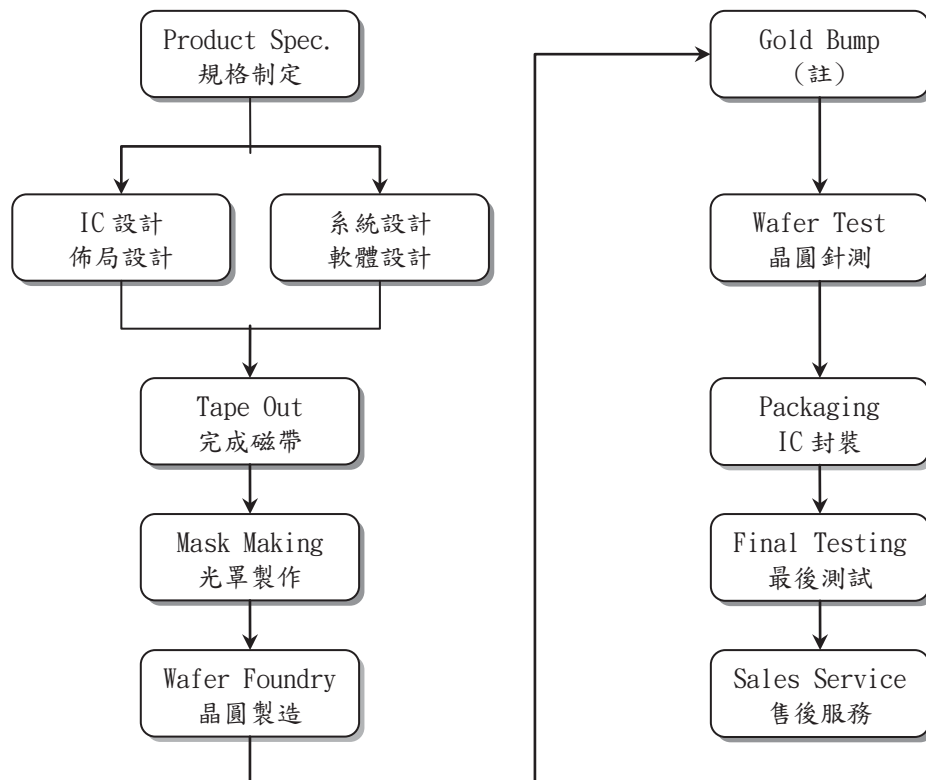 Product Spec.
規格制定
IC 設計
佈局設計
系統設計
軟體設計
Tape Out
完成磁帶
Mask Making
光罩製作
Wafer Foundry
晶圓製造
Gold Bump
(註)
Wafer Test
晶圓針測
Packaging
IC 封裝
Final Testing
最後測試
Sales Service
售後服務